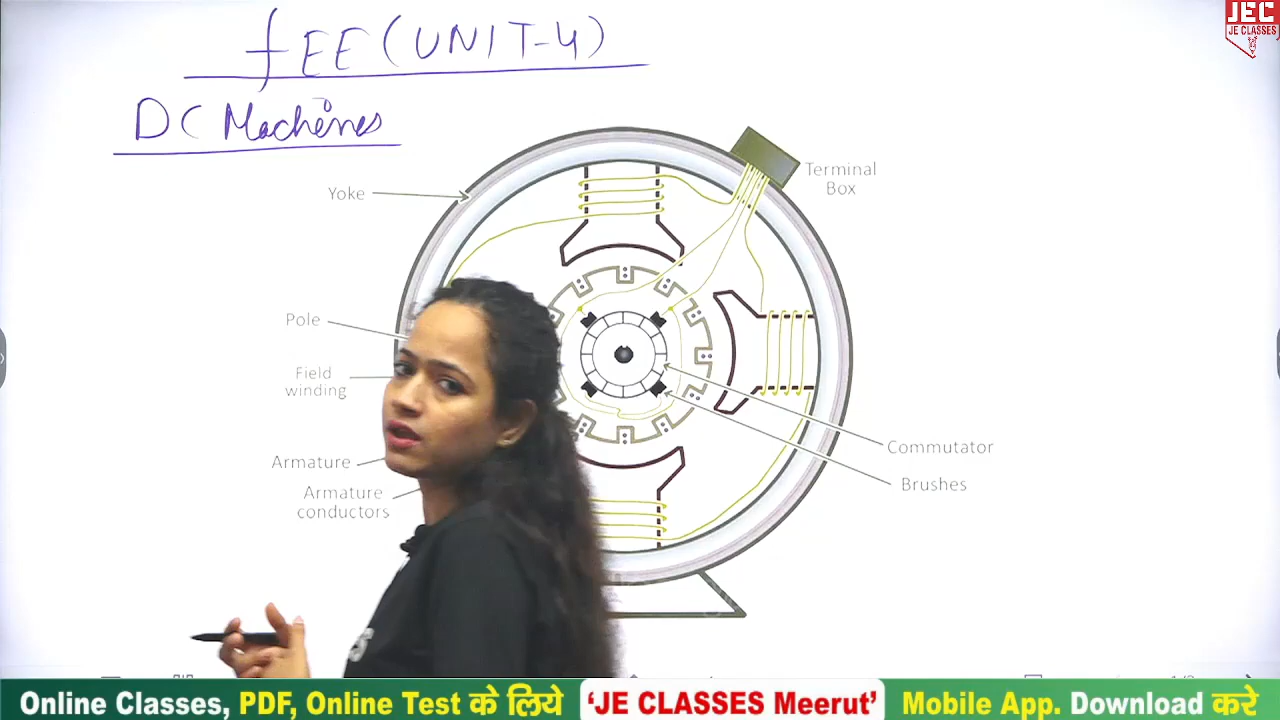 fEE (UNIT-4)
DC Machines
JEC
JE CLASSES
Terminal
Box
Yoke
Pole
Field
winding
Armature
Armature
conductors
Commutator
Brushes
Online Classes, PDF, Online Test के लिये 'JE CLASSES Meerut' Mobile App. Download करे